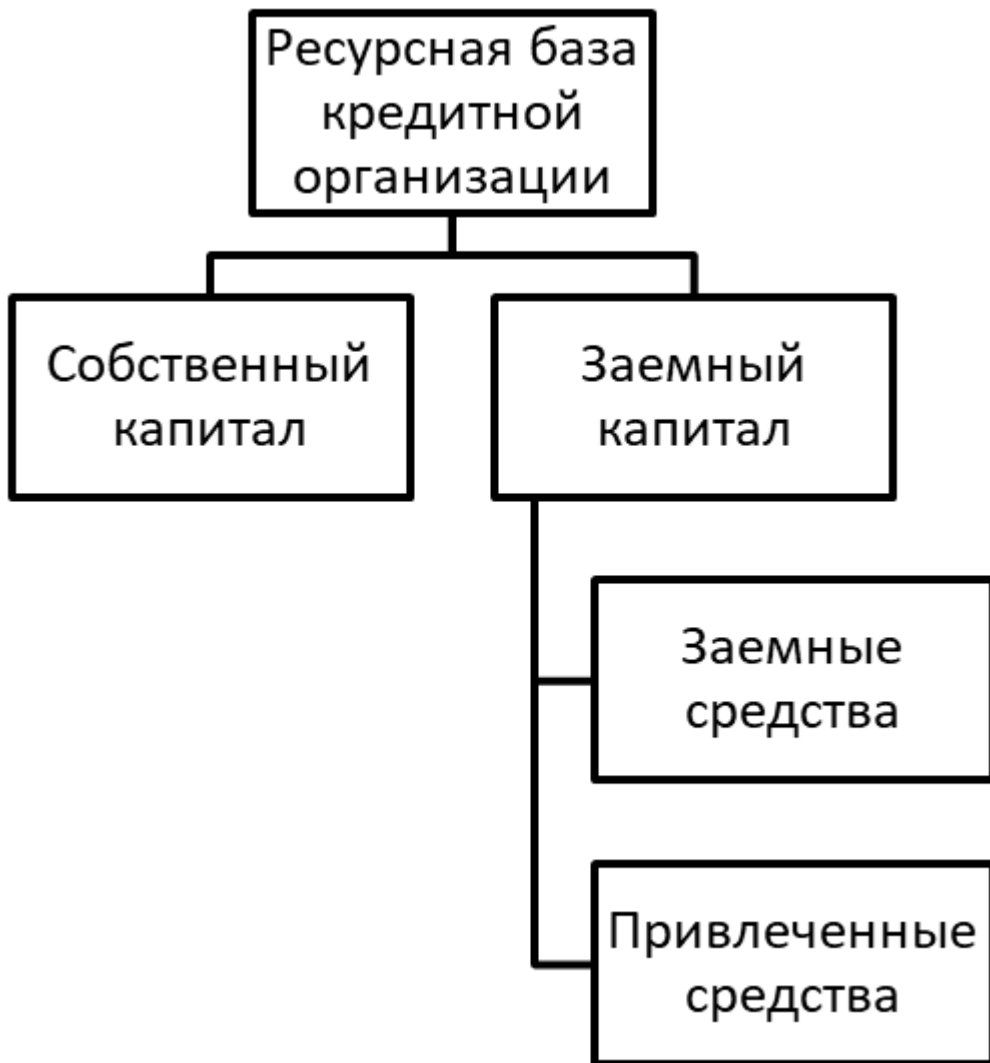 Ресурсная база
кредитной
организации
Собственный
капитал
Заемный
капитал
Заемные
средства
Привлеченные
средства